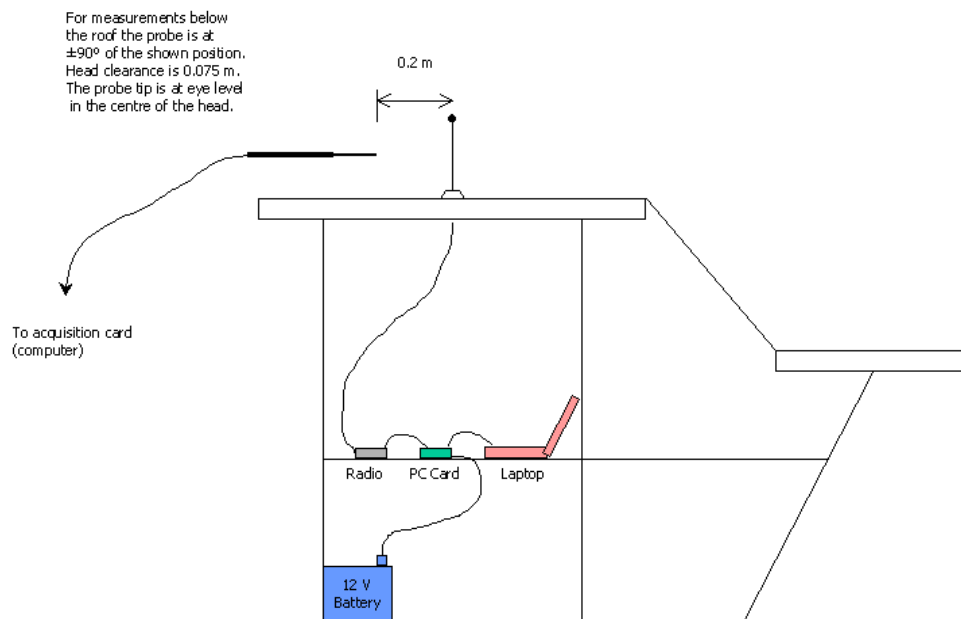 For measurements below
the roof the probe is at
±90º of the shown position.
Head clearance is 0.075 m.
The probe tip is at eye level
in the centre of the head.
0.2 m
To acquisition card
(computer)
Radio
PC Card
Laptop
12 V
Battery